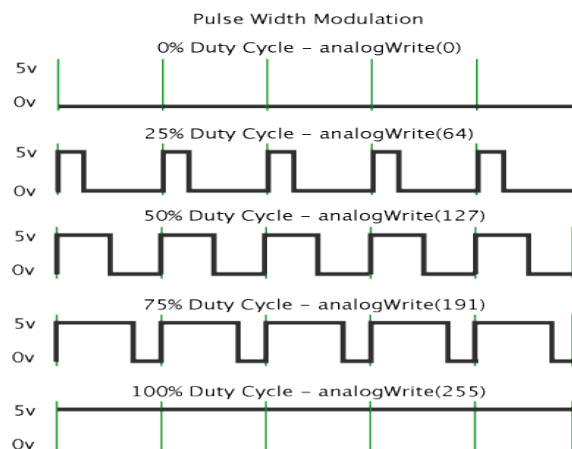 Pulse Width Modulation
0% Duty Cycle – analogWrite(0)
5v
0v
25% Duty Cycle – analogWrite(64)
5v
0v
50% Duty Cycle – analogWrite(127)
5v
0v
75% Duty Cycle – analogWrite(191)
5v
0v
100% Duty Cycle – analogWrite(255)
5v
0v